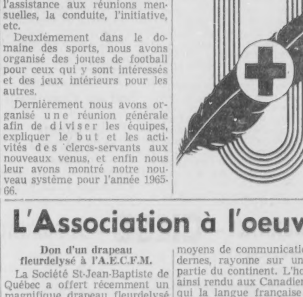 l'assistance aux réunions men-
suelles, la conduite, l'initiative,
etc.
Deuxièmement dans le do-
maine des sports, nous avons
organisé des joutes de football
pour ceux qui y sont intéressés
et des jeux intérieurs pour les
autres.
Dernièrement nous avons or-
ganisé une réunion générale
afin de diviser les équipes,
expliquer le but et les acti-
vités des clercs-servants aux
nouveaux venus, et enfin nous
leur avons montré notre nou-
veau système pour l'année 1965-
66.
L'Association à l'oeuv
Don d'un drapeau
fleurdelysé à l'A.E.C.F.M.
La Société St-Jean-Baptiste de
Québec a offert récemment un
magnifique drapeau fleurdelysé
moyens de communicati
dernes, rayonne sur un
partie du continent. L'ho
ainsi rendu aux Canadie
qui la langue française